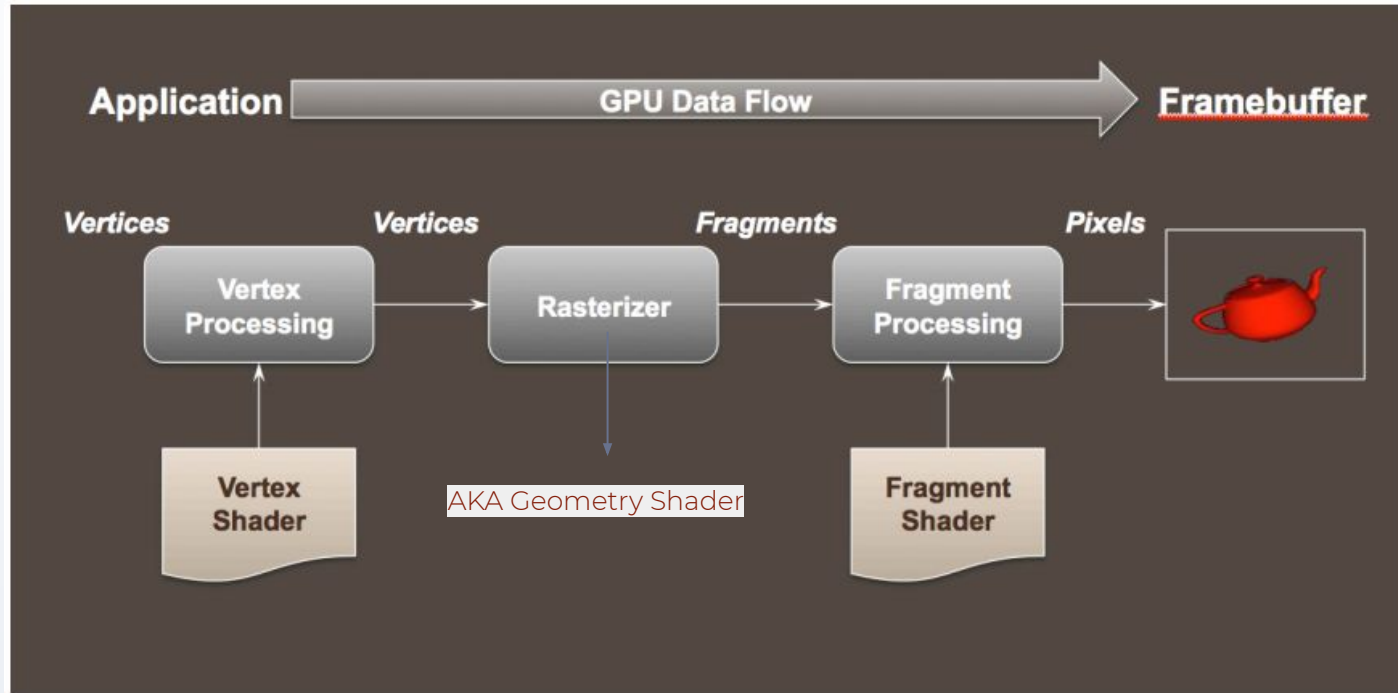 Application
GPU Data Flow
Framebuffer
Vertices
Vertices
Fragments
Pixels
Vertex
Processing
Rasterizer
Fragment
Processing
Vertex
Shader
AKA Geometry Shader
Fragment
Shader